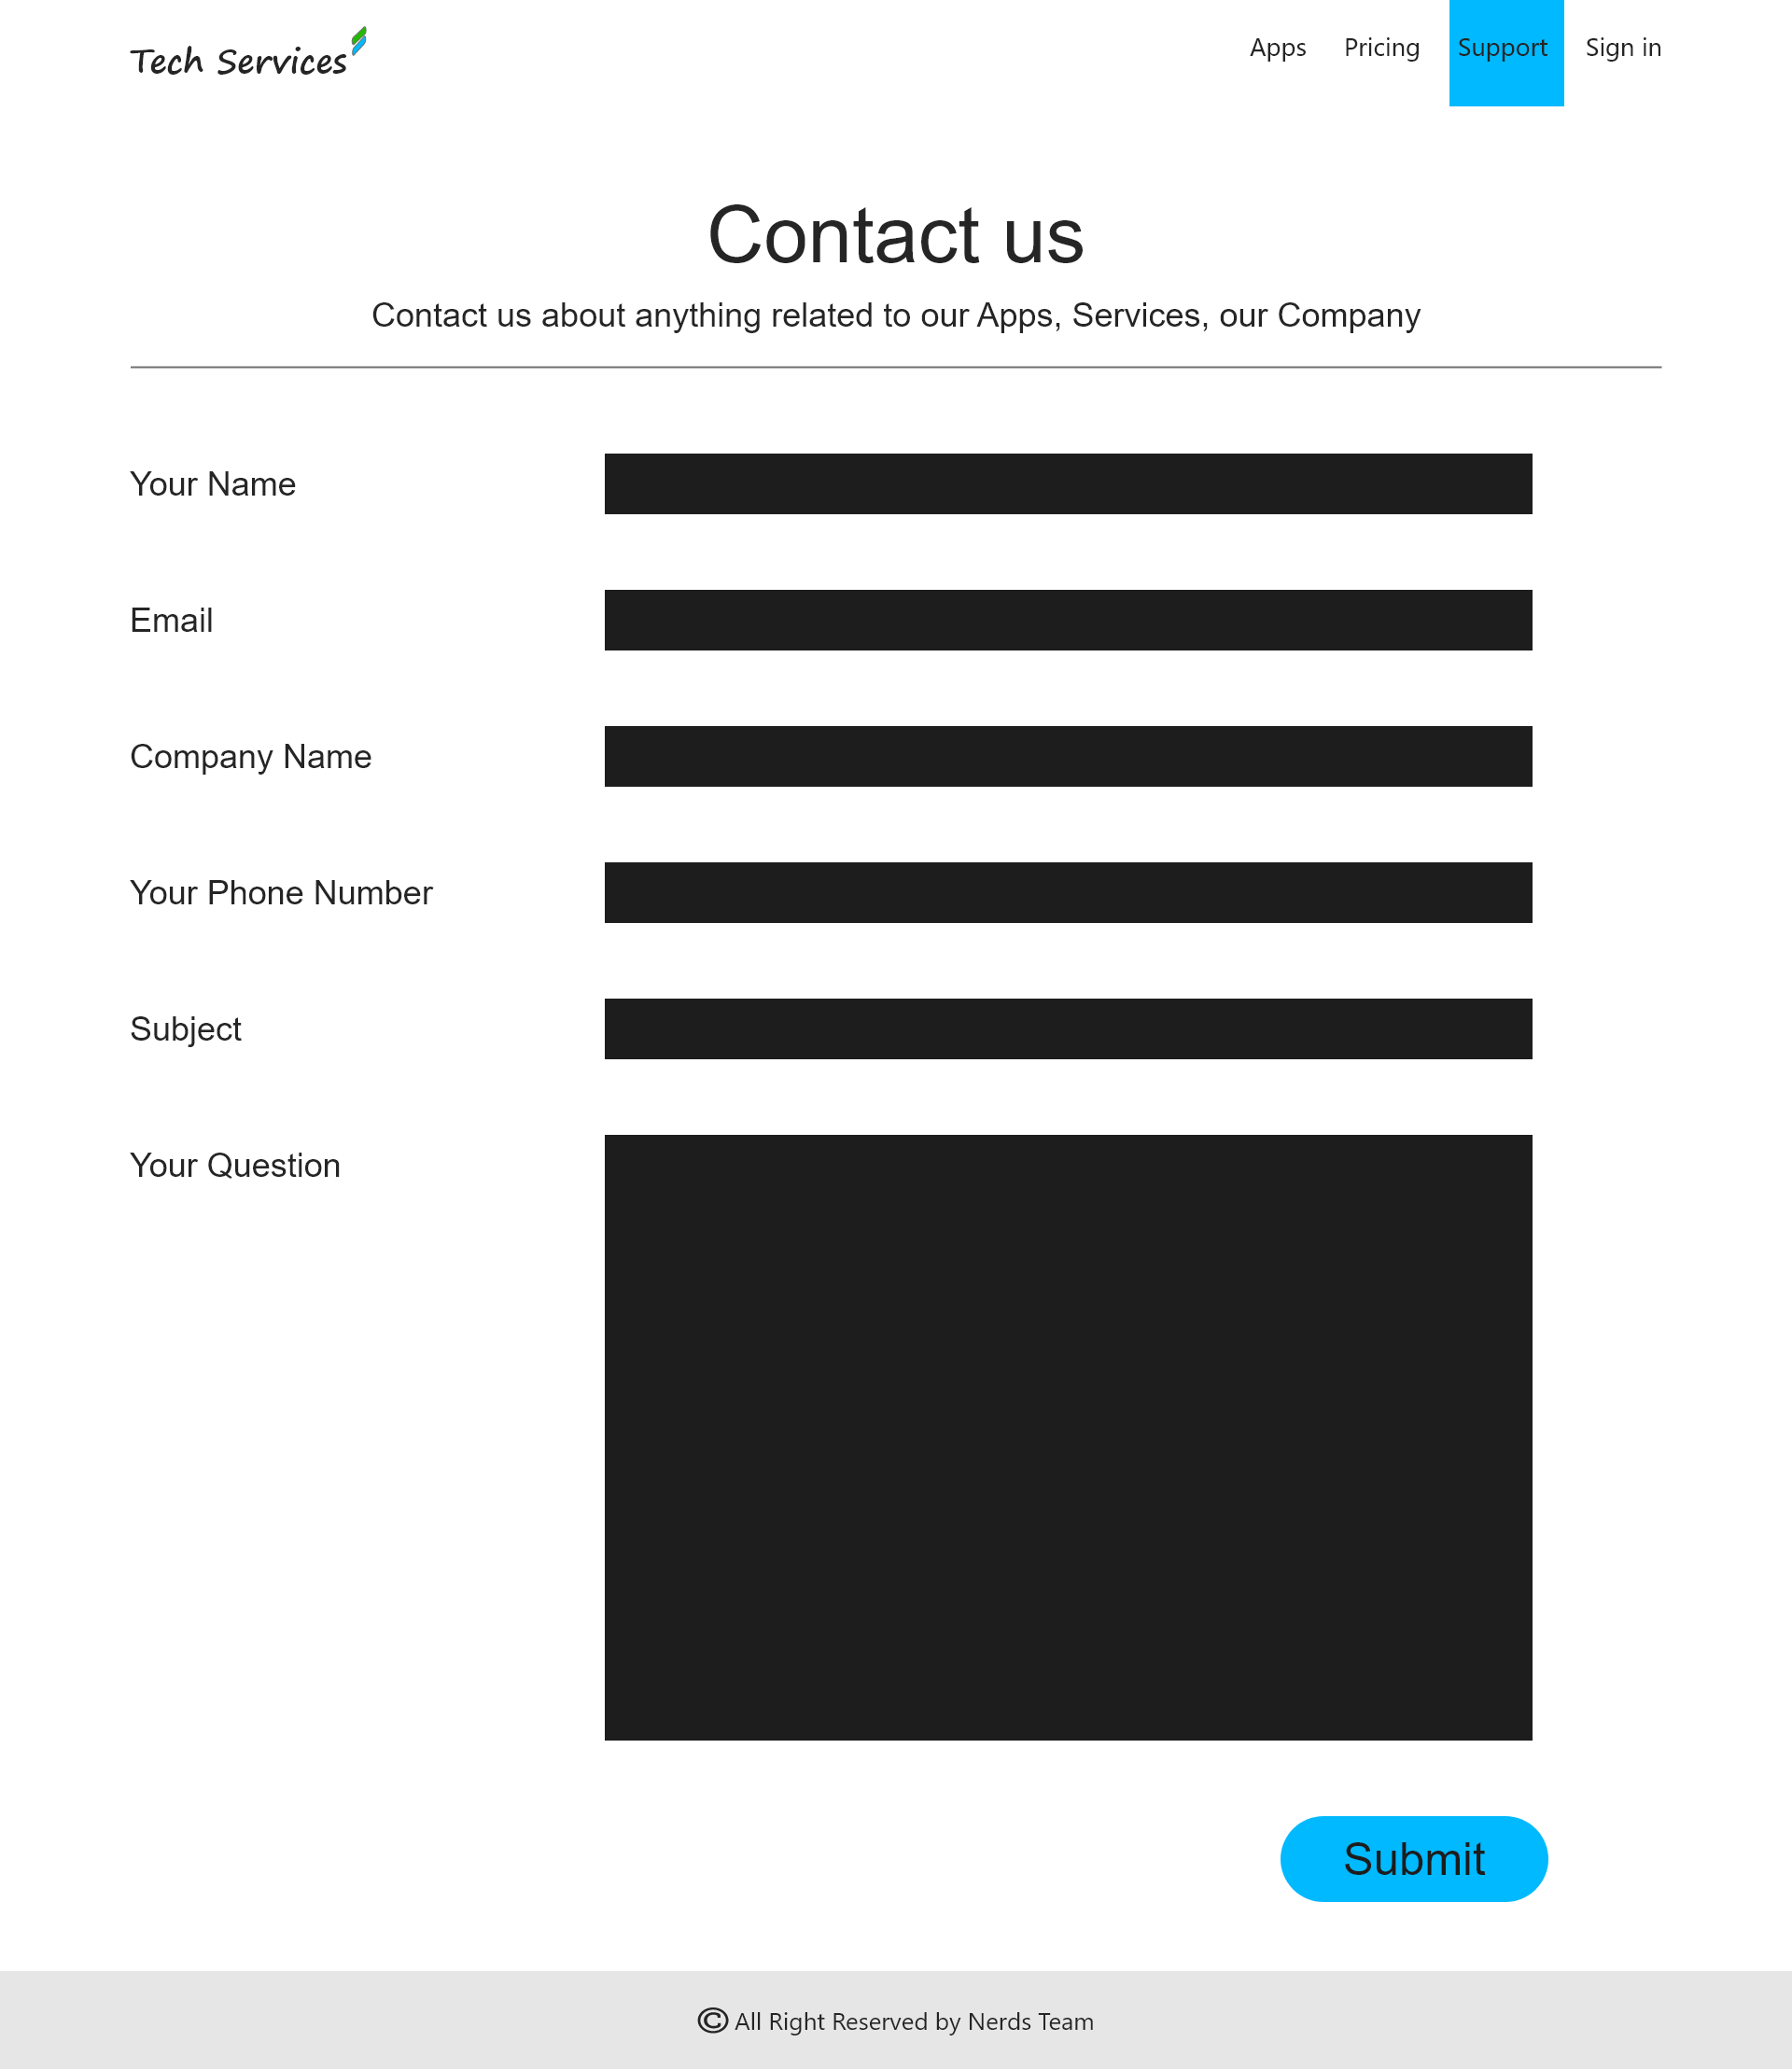 Tech Services
Apps Pricing Support Sign in
Contact us
Contact us about anything related to our Apps, Services, our Company
Your Name
Email
Company Name
Your Phone Number
Subject
Your Question
Submit
© All Right Reserved by Nerds Team